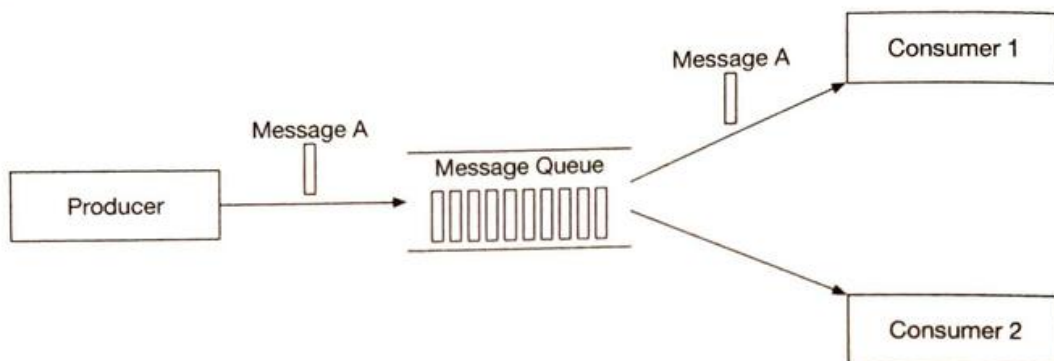 Message A
Consumer 1
Message A
Message Queue
Producer
Consumer 2